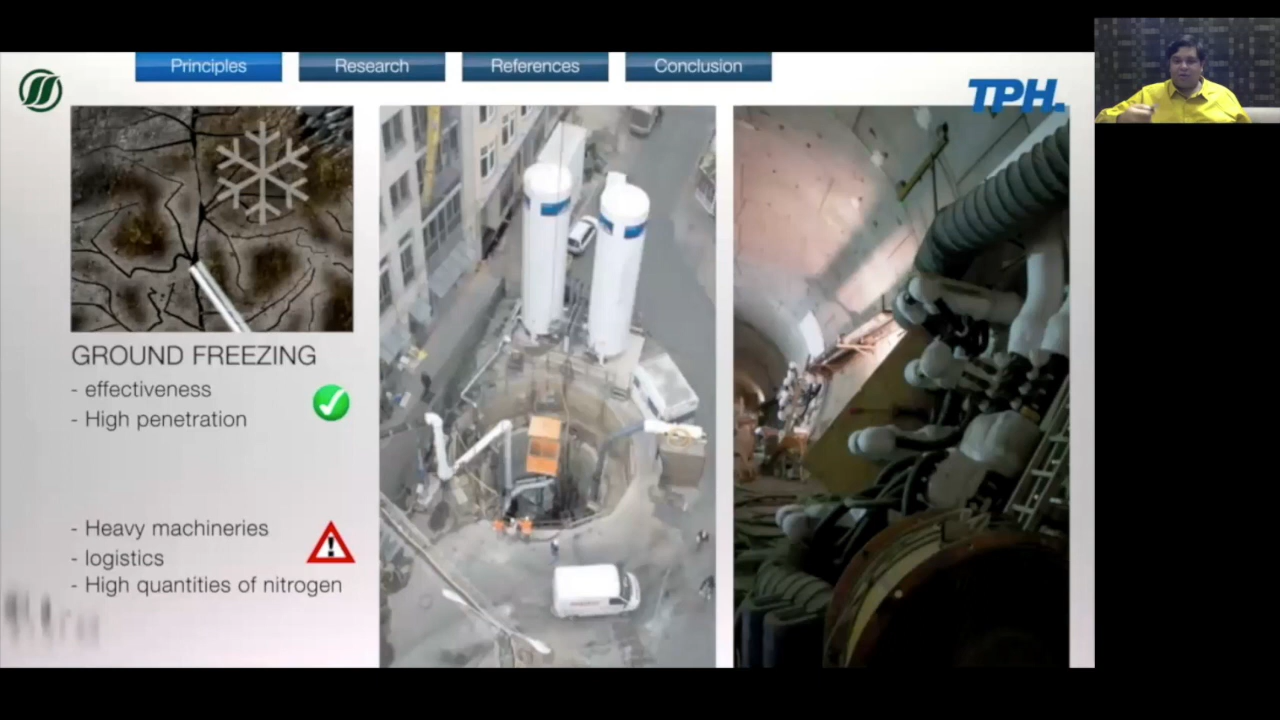 Principles
Research
References
Conclusion
TPH.
GROUND FREEZING
- effectiveness
- High penetration
- Heavy machineries
- logistics
- High quantities of nitrogen